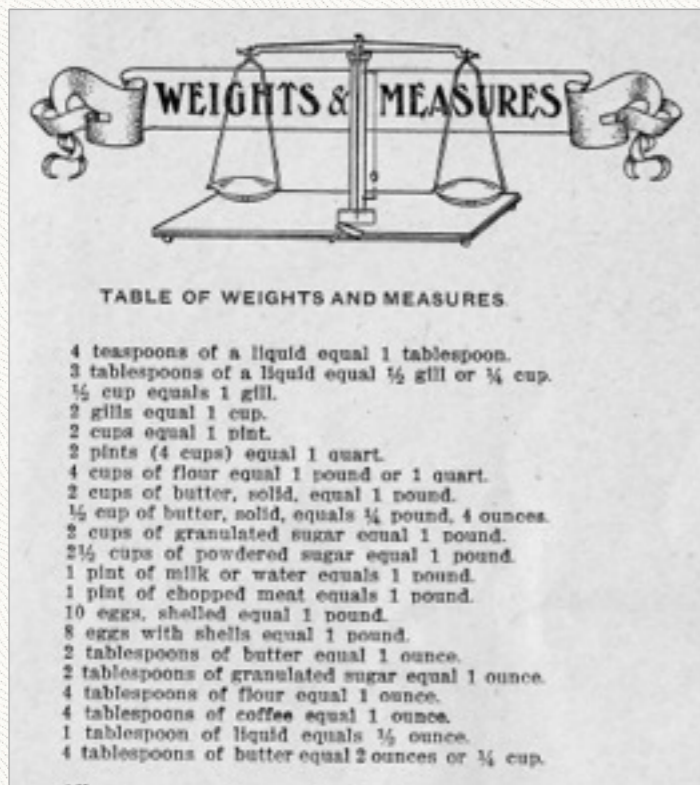 WEIGHTS & MEASURES
TABLE OF WEIGHTS AND MEASURES.
4 teaspoons of a liquid equal 1 tablespoon.
3 tablespoons of a liquid equal ½ gill or ¼ cup.
½ cup equals 1 gill.
2 gills equal 1 cup.
2 cups equal 1 pint.
2 pints (4 cups) equal 1 quart.
4 cups of flour equal 1 pound or 1 quart.
2 cups of butter, solid, equal 1 pound.
½ cup of butter, solid, equals ¼ pound, 4 ounces.
2 cups of granulated sugar equal 1 pound.
2½ cups of powdered sugar equal 1 pound.
1 pint of milk or water equals 1 pound.
1 pint of chopped meat equals 1 pound.
10 eggs, shelled equal 1 pound.
8 eggs with shells equal 1 pound.
2 tablespoons of butter equal 1 ounce.
2 tablespoons of granulated sugar equal 1 ounce.
4 tablespoons of flour equal 1 ounce.
4 tablespoons of coffee equal 1 ounce.
1 tablespoon of liquid equals ½ ounce.
4 tablespoons of butter equal 2 ounces or ¼ cup.